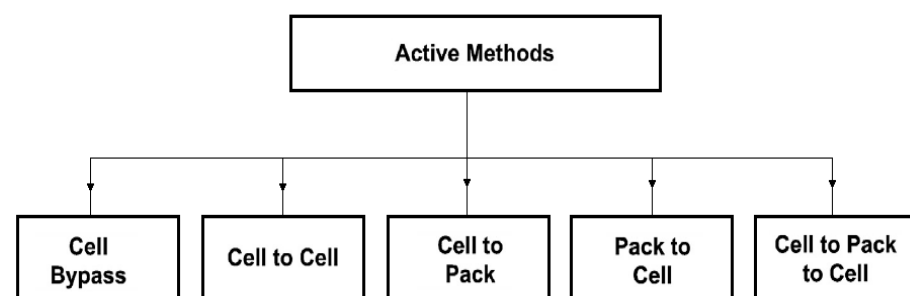 Active Methods
Cell
Bypass
Cell to Cell
Cell to
Pack
Pack to
Cell
Cell to Pack
to Cell